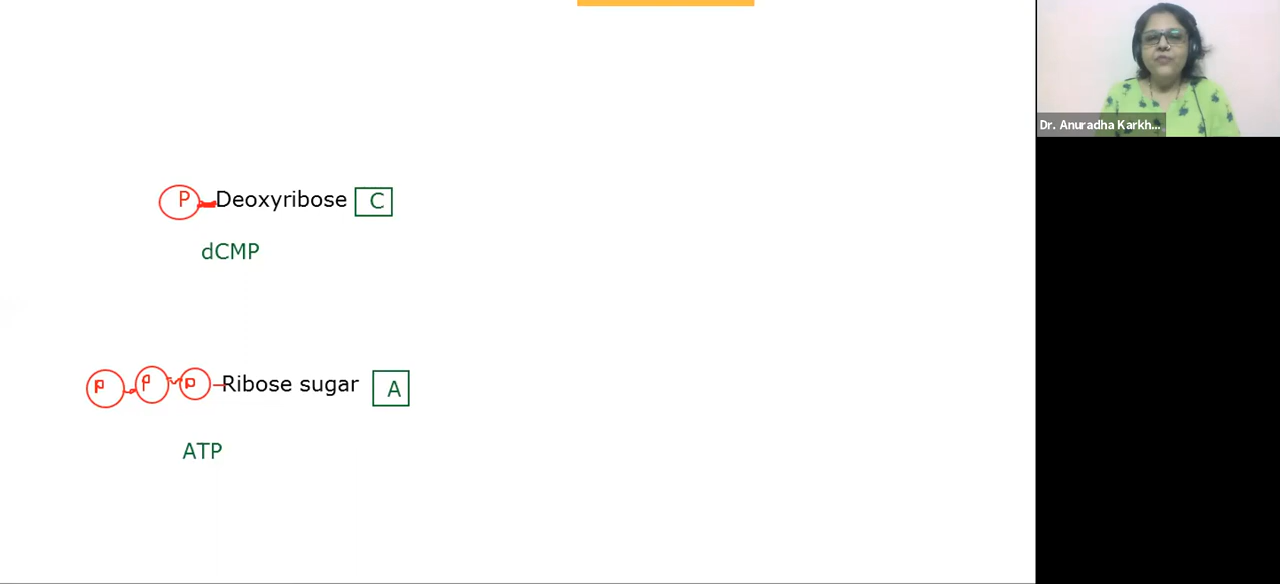 P Deoxyribose C
dCMP
P P P Ribose sugar A
ATP
Dr. Anuradha Karkh...